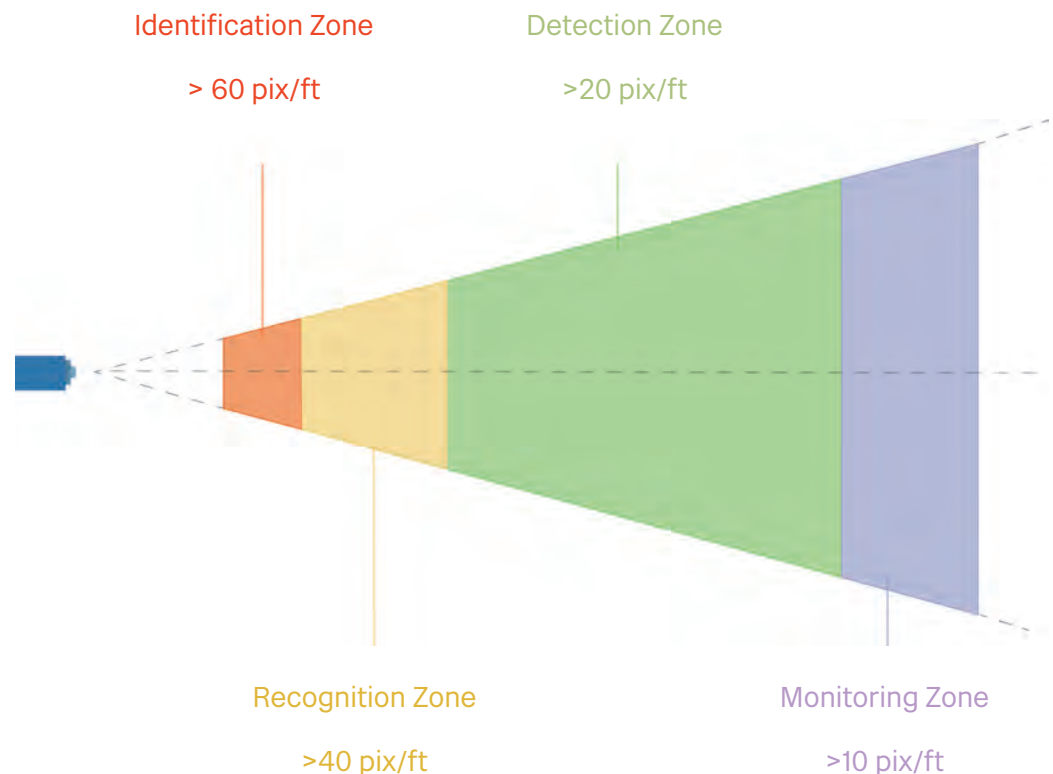 Identification Zone
> 60 pix/ft
Detection Zone
>20 pix/ft
Recognition Zone
>40 pix/ft
Monitoring Zone
>10 pix/ft